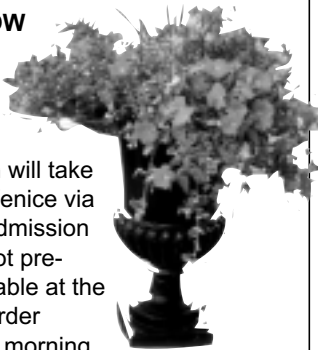 ow
will take
enice via
dmission
ot pre-
able at the
rder
morning